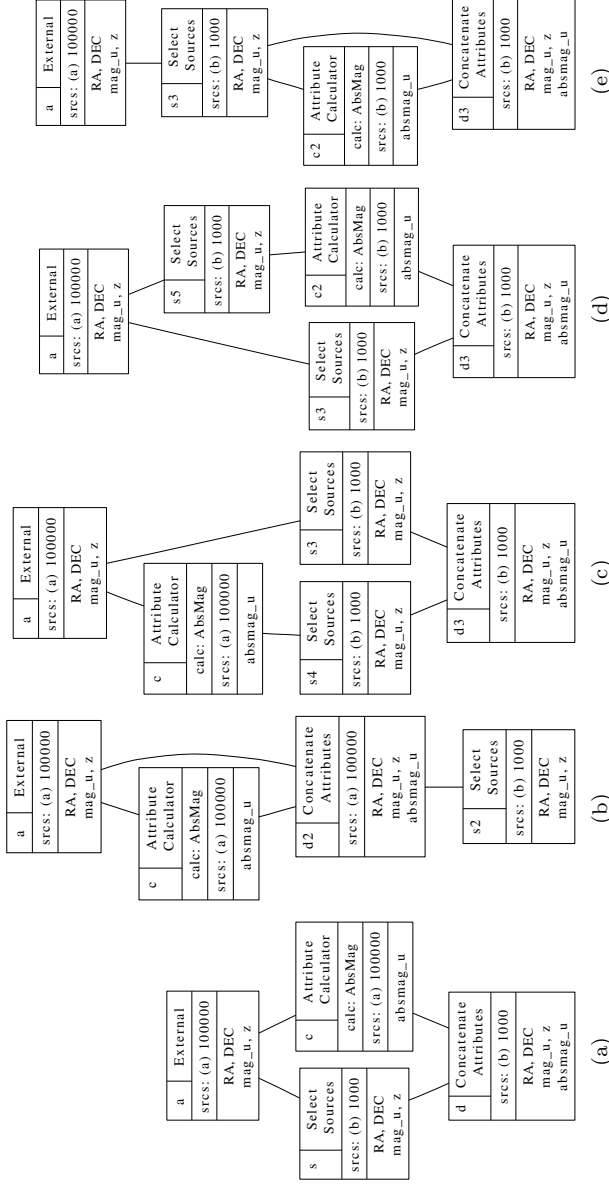 a External
srcs: (a) 100000
RA, DEC
mag_u, z
s Select
Sources
srcs: (b) 1000
RA, DEC
mag_u, z
c Attribute
Calculator
calc: AbsMag
srcs: (a) 100000
absmag_u
d Concatenate
Attributes
srcs: (b) 1000
RA, DEC
mag_u, z
absmag_u
(a)
a External
srcs: (a) 100000
RA, DEC
mag_u, z
c Attribute
Calculator
calc: AbsMag
srcs: (a) 100000
absmag_u
d2 Concatenate
Attributes
srcs: (a) 100000
RA, DEC
mag_u, z
absmag_u
s2 Select
Sources
srcs: (b) 1000
RA, DEC
mag_u, z
(b)
a External
srcs: (a) 100000
RA, DEC
mag_u, z
c Attribute
Calculator
calc: AbsMag
srcs: (a) 100000
absmag_u
s4 Select
Sources
srcs: (b) 1000
RA, DEC
mag_u, z
s3 Select
Sources
srcs: (b) 1000
RA, DEC
mag_u, z
d3 Concatenate
Attributes
srcs: (b) 1000
RA, DEC
mag_u, z
absmag_u
(c)
a External
srcs: (a) 100000
RA, DEC
mag_u, z
s5 Select
Sources
srcs: (b) 1000
RA, DEC
mag_u, z
s3 Select
Sources
srcs: (b) 1000
RA, DEC
mag_u, z
c2 Attribute
Calculator
calc: AbsMag
srcs: (b) 1000
absmag_u
d3 Concatenate
Attributes
srcs: (b) 1000
RA, DEC
mag_u, z
absmag_u
(d)
a External
srcs: (a) 100000
RA, DEC
mag_u, z
s3 Select
Sources
srcs: (b) 1000
RA, DEC
mag_u, z
c2 Attribute
Calculator
calc: AbsMag
srcs: (b) 1000
absmag_u
d3 Concatenate
Attributes
srcs: (b) 1000
RA, DEC
mag_u, z
absmag_u
(e)